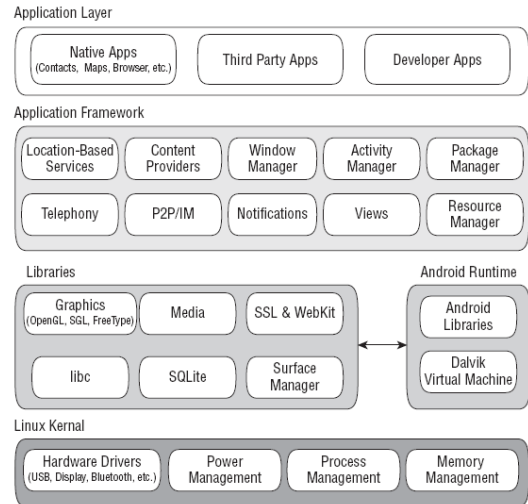 Application Layer
Native Apps
(Contacts, Maps, Browser, etc.)
Third Party Apps
Developer Apps
Application Framework
Location-Based
Services
Content
Providers
Window
Manager
Activity
Manager
Package
Manager
Telephony
P2P/IM
Notifications
Views
Resource
Manager
Libraries
Graphics
(OpenGL, SGL, FreeType)
Media
SSL & WebKit
libc
SQLite
Surface
Manager
Android Runtime
Android
Libraries
Dalvik
Virtual Machine
Linux Kernal
Hardware Drivers
(USB, Display, Bluetooth, etc.)
Power
Management
Process
Management
Memory
Management